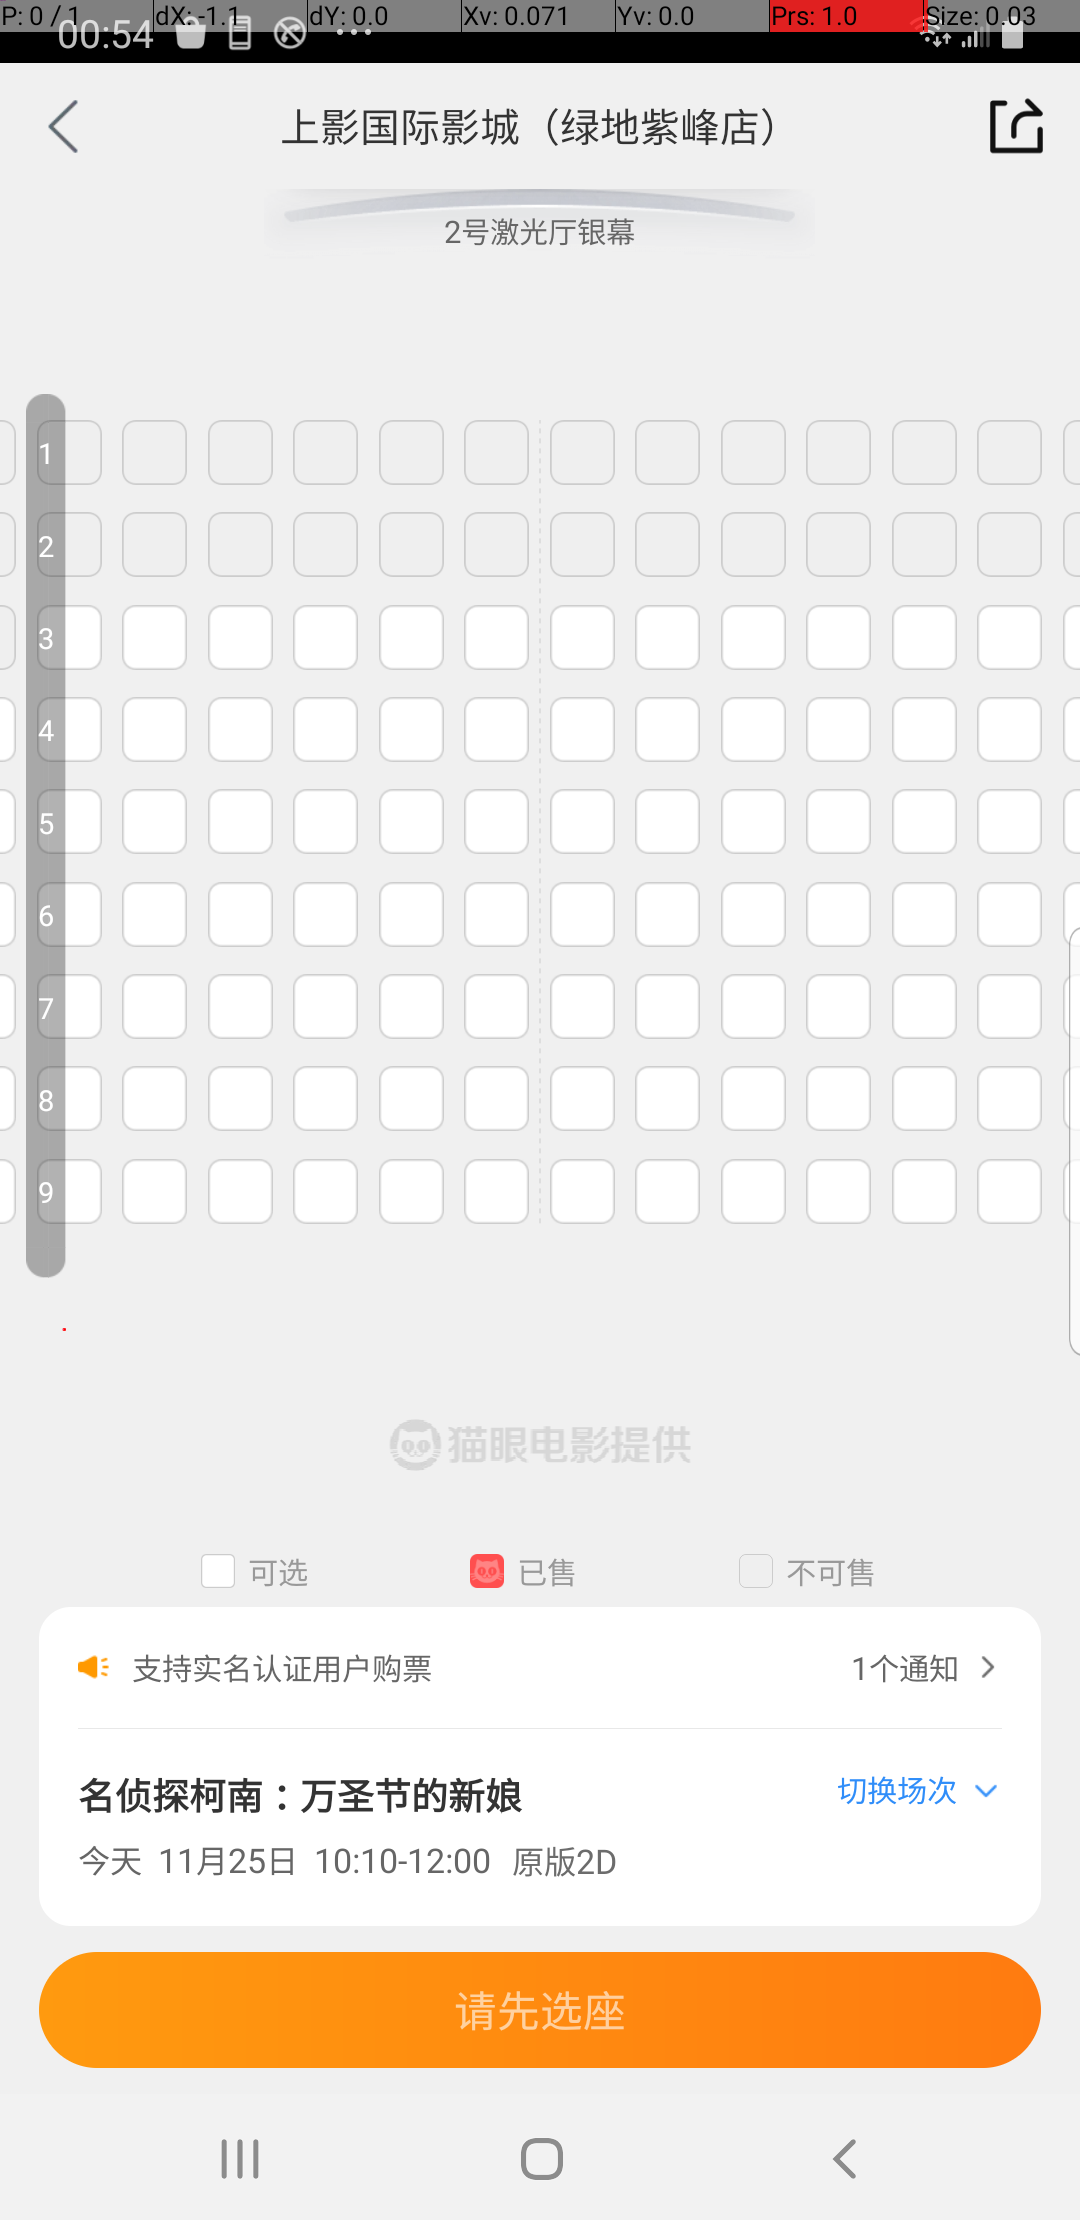 P: 0 / 1 dX: -1.1 dY: 0.0 Xv: 0.071 Yv: 0.0 Prs: 1.0 Size: 0.03
00:54
上影国际影城（绿地紫峰店）
2号激光厅银幕
1
2
3
4
5
6
7
8
9
猫眼电影提供
可选 已售 不可售
支持实名认证用户购票 1个通知
名侦探柯南：万圣节的新娘 切换场次
今天 11月25日 10:10-12:00 原版2D
请先选座